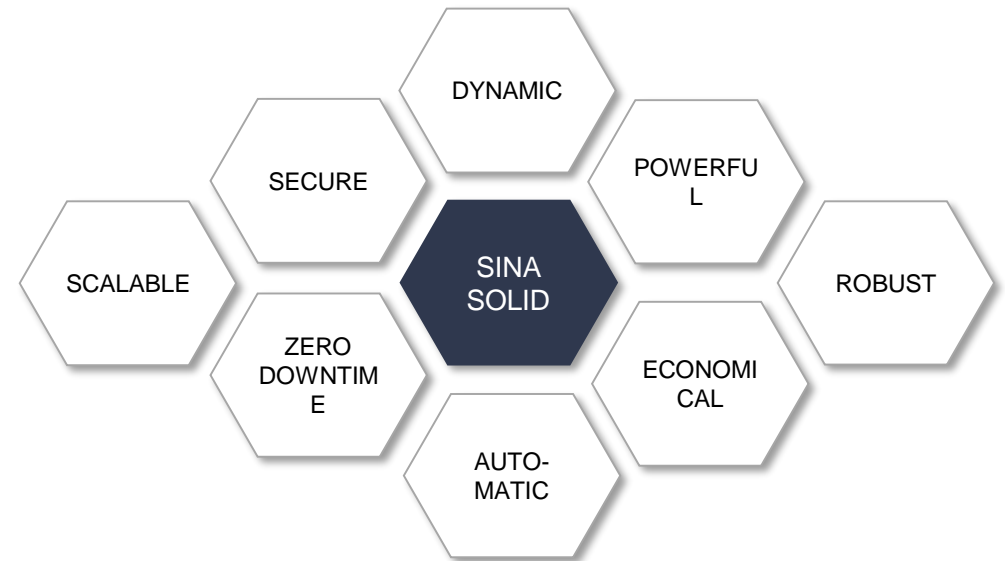 DYNAMIC
SECURE
POWERFU
L
SCALABLE
SINA
SOLID
ROBUST
ZERO
DOWNTIM
E
ECONOMI
CAL
AUTO-
MATIC